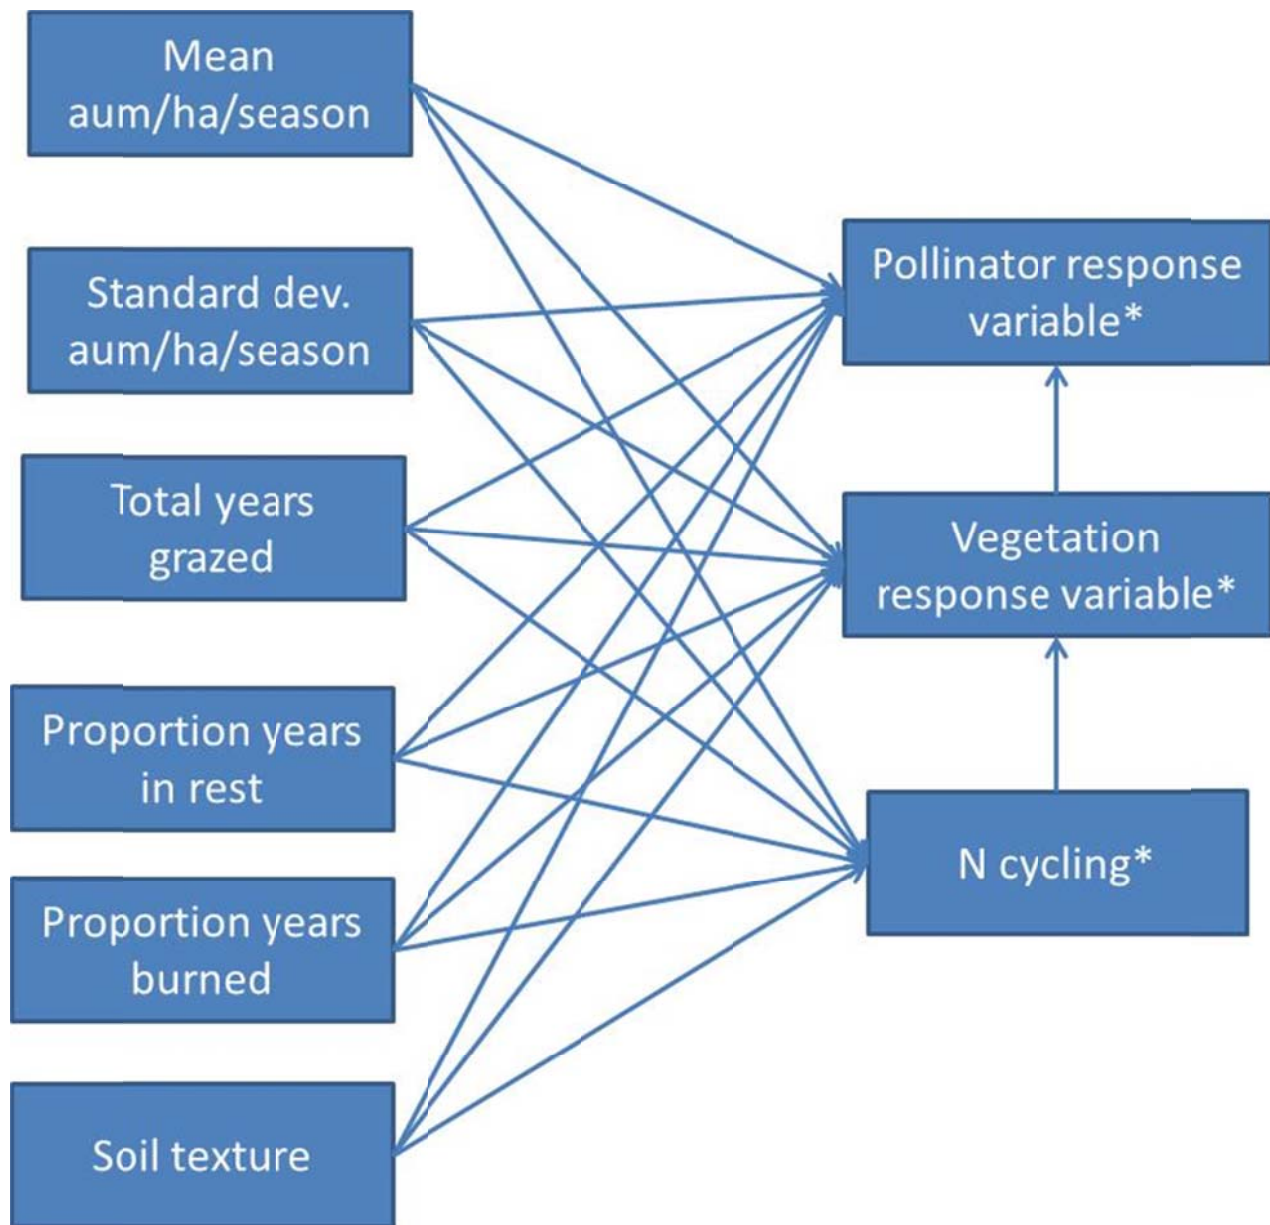 Mean
aum/ha/season
Standard dev.
aum/ha/season
Total years
grazed
Proportion years
in rest
Proportion years
burned
Soil texture
Pollinator response
variable*
Vegetation
response variable*
N cycling*